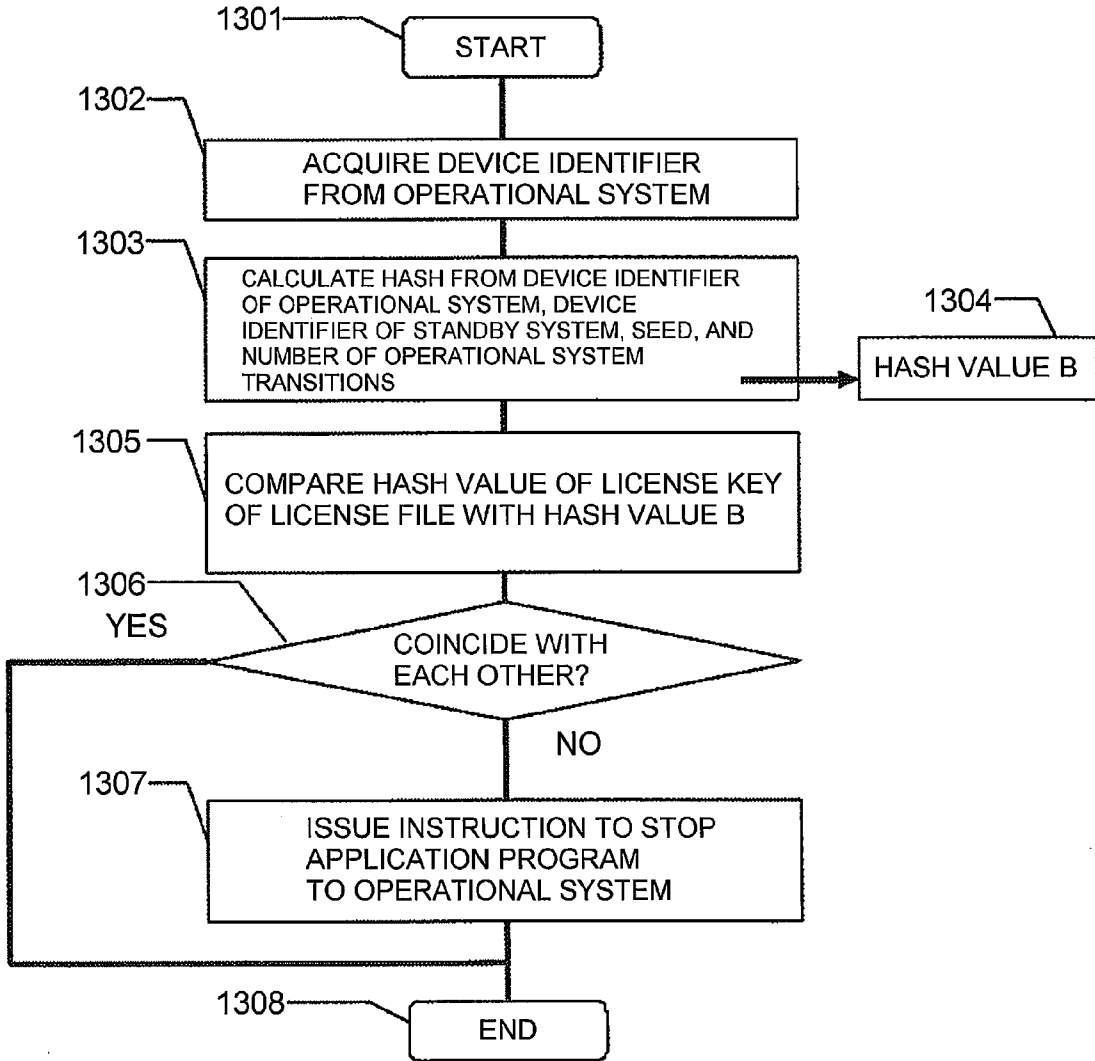 1301
START
1302
ACQUIRE DEVICE IDENTIFIER
FROM OPERATIONAL SYSTEM
1303
CALCULATE HASH FROM DEVICE IDENTIFIER
OF OPERATIONAL SYSTEM, DEVICE
IDENTIFIER OF STANDBY SYSTEM, SEED, AND
NUMBER OF OPERATIONAL SYSTEM
TRANSITIONS
1304
HASH VALUE B
1305
COMPARE HASH VALUE OF LICENSE KEY
OF LICENSE FILE WITH HASH VALUE B
1306
YES
COINCIDE WITH
EACH OTHER?
NO
1307
ISSUE INSTRUCTION TO STOP
APPLICATION PROGRAM
TO OPERATIONAL SYSTEM
1308
END